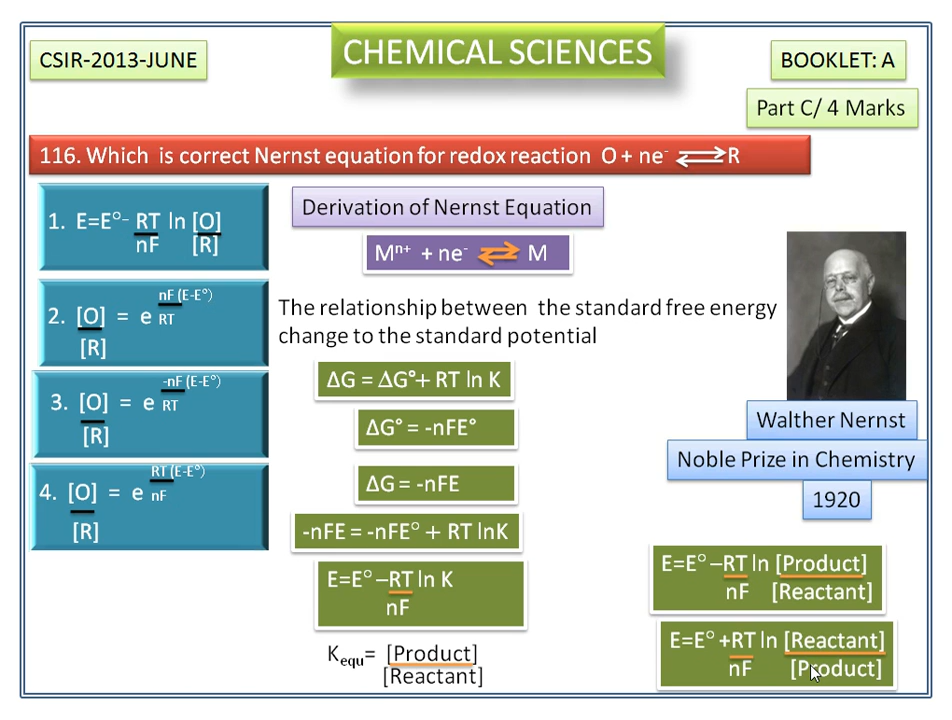 CHEMICAL SCIENCES
CSIR-2013-JUNE
BOOKLET: A
Part C/ 4 Marks
116. Which is correct Nernst equation for redox reaction O + ne⁻ ⇌ R
1. E=E°- RT ln [O]
nF [R]
nF (E-E°)
2. [O] = e RT
[R]
-nF (E-E°)
3. [O] = e RT
[R]
RT (E-E°)
4. [O] = e nF
[R]
Derivation of Nernst Equation
Mⁿ⁺ + ne⁻ ⇌ M
The relationship between the standard free energy
change to the standard potential
ΔG = ΔG°+ RT ln K
ΔG° = -nFE°
ΔG = -nFE
-nFE = -nFE° + RT lnK
E=E° –RT ln K
nF
Kequ= [Product]
[Reactant]
Walther Nernst
Noble Prize in Chemistry
1920
E=E° –RT ln [Product]
nF [Reactant]
E=E° +RT ln [Reactant]
nF [Product]